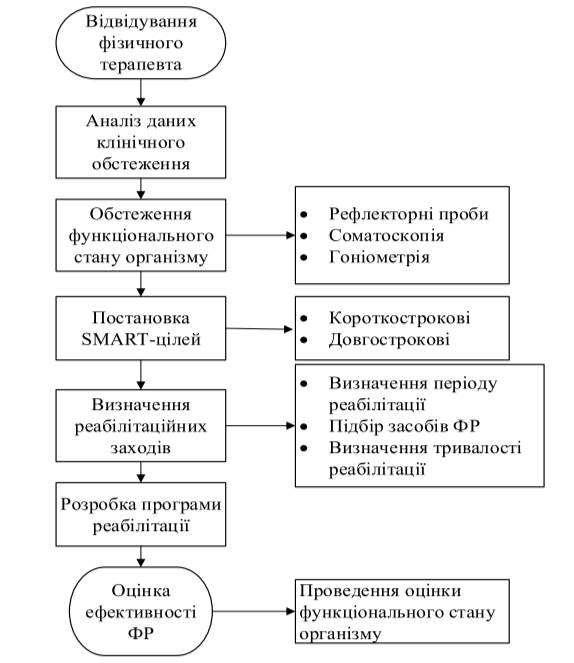 Відвідування
фізичного
терапевта
Аналіз даних
клінічного
обстеження
Обстеження
функціонального
стану організму
• Рефлекторні проби
• Соматоскопія
• Гоніометрія
Постановка
SMART-цілей
• Короткострокові
• Довгострокові
Визначення
реабілітаційних
заходів
• Визначення періоду
реабілітації
• Підбір засобів ФР
• Визначення тривалості
реабілітації
Розробка програми
реабілітації
Оцінка
ефективності
ФР
Проведення оцінки
функціонального стану
організму